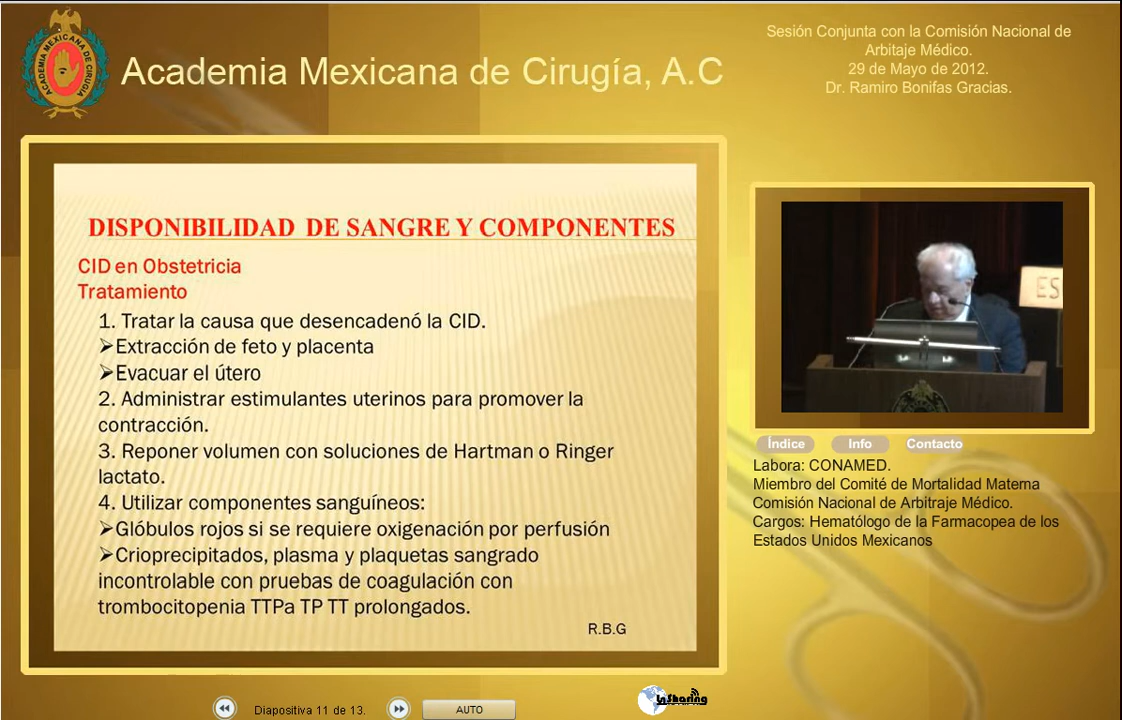 ACADEMIA MEXICANA DE CIRUGIA
Academia Mexicana de Cirugía, A.C
Sesión Conjunta con la Comisión Nacional de
Arbitaje Médico.
29 de Mayo de 2012.
Dr. Ramiro Bonifas Gracias.
DISPONIBILIDAD DE SANGRE Y COMPONENTES
CID en Obstetricia
Tratamiento
1. Tratar la causa que desencadenó la CID.
➢Extracción de feto y placenta
➢Evacuar el útero
2. Administrar estimulantes uterinos para promover la
contracción.
3. Reponer volumen con soluciones de Hartman o Ringer
lactato.
4. Utilizar componentes sanguíneos:
➢Glóbulos rojos si se requiere oxigenación por perfusión
➢Crioprecipitados, plasma y plaquetas sangrado
incontrolable con pruebas de coagulación con
trombocitopenia TTPa TP TT prolongados.
R.B.G
ES
Índice Info Contacto
Labora: CONAMED.
Miembro del Comité de Mortalidad Materna
Comisión Nacional de Arbitraje Médico.
Cargos: Hematólogo de la Farmacopea de los
Estados Unidos Mexicanos
Diapositiva 11 de 13.
AUTO
InSharing